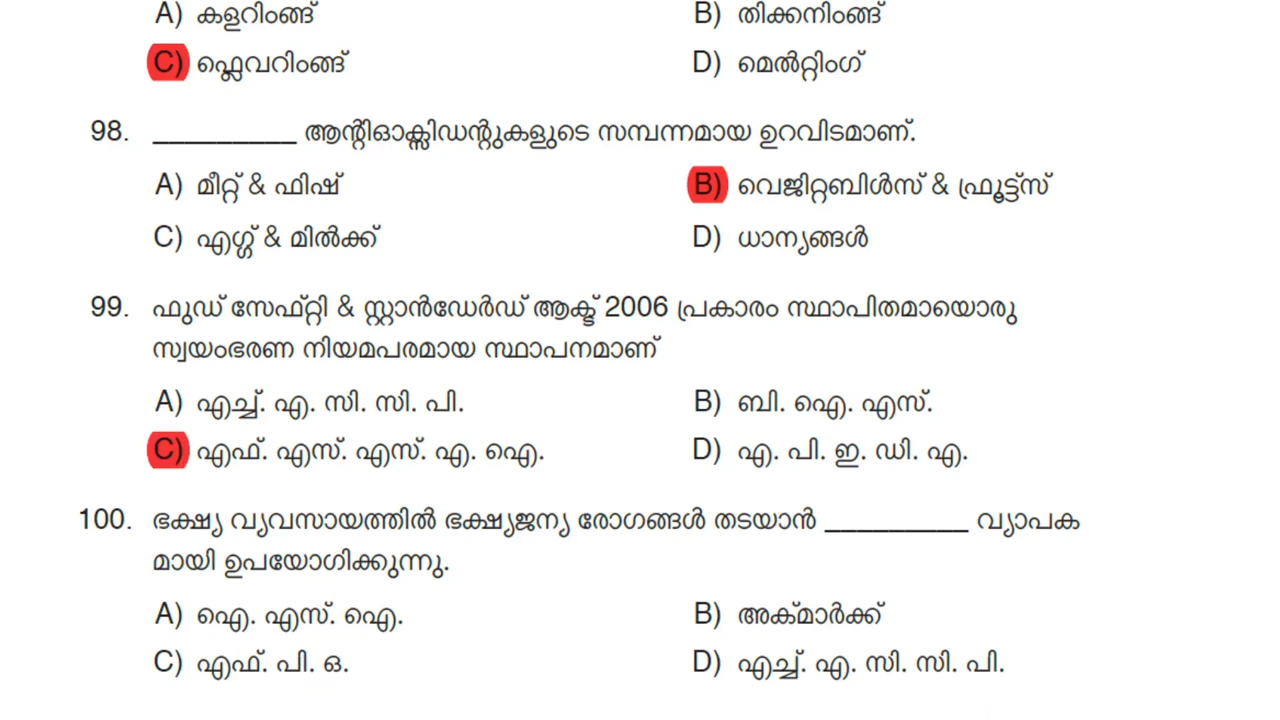 A) കളറിംങ്ങ് B) തിക്കനിംങ്ങ്
C) ഫ്ലെവറിംങ്ങ് D) മെൽറ്റിംഗ്
98. _________ ആന്റിഓക്സിഡന്റുകളുടെ സമ്പന്നമായ ഉറവിടമാണ്.
A) മീറ്റ് & ഫിഷ് B) വെജിറ്റബിൾസ് & ഫ്രൂട്ട്സ്
C) എഗ്ഗ് & മിൽക്ക് D) ധാന്യങ്ങൾ
99. ഫുഡ് സേഫ്റ്റി & സ്റ്റാൻഡേർഡ് ആക്ട് 2006 പ്രകാരം സ്ഥാപിതമായൊരു
സ്വയംഭരണ നിയമപരമായ സ്ഥാപനമാണ്
A) എച്ച്. എ. സി. സി. പി. B) ബി. ഐ. എസ്.
C) എഫ്. എസ്. എസ്. എ. ഐ. D) എ. പി. ഇ. ഡി. എ.
100. ഭക്ഷ്യ വ്യവസായത്തിൽ ഭക്ഷ്യജന്യ രോഗങ്ങൾ തടയാൻ _________ വ്യാപക
മായി ഉപയോഗിക്കുന്നു.
A) ഐ. എസ്. ഐ. B) അക്മാർക്ക്
C) എഫ്. പി. ഒ. D) എച്ച്. എ. സി. സി. പി.